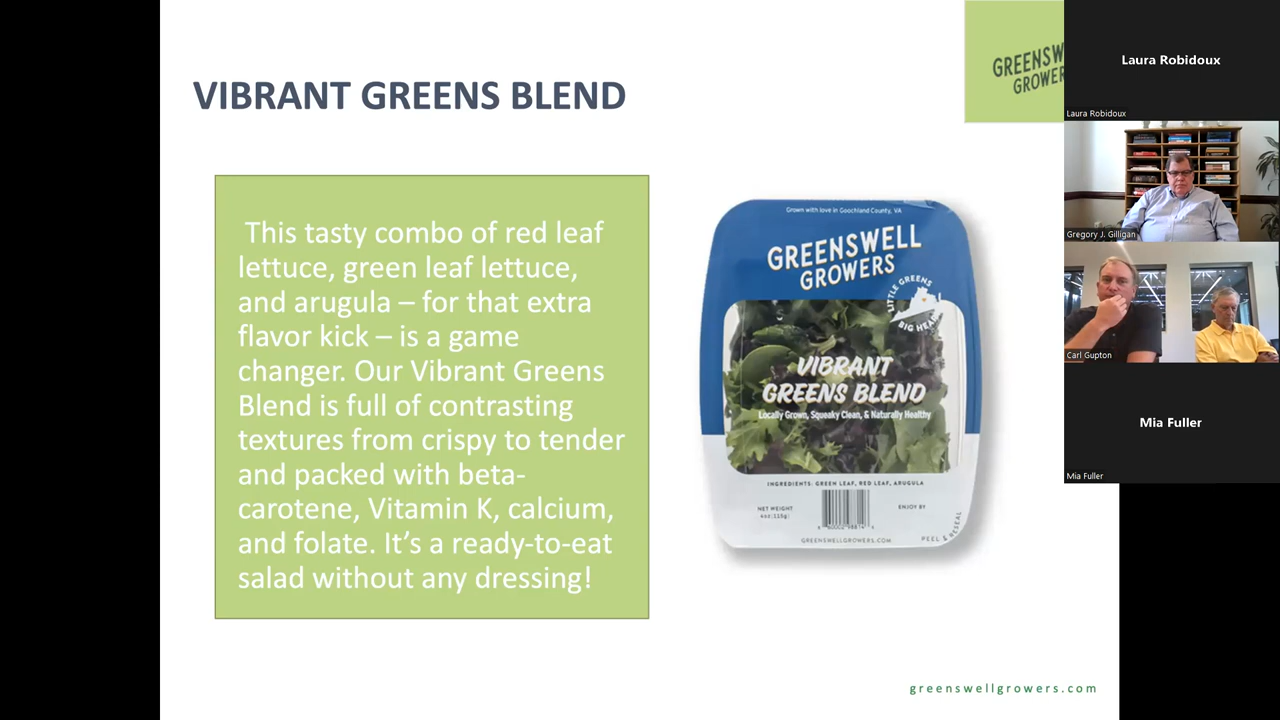 VIBRANT GREENS BLEND
GREENSW
GROWER
This tasty combo of red leaf
lettuce, green leaf lettuce,
and arugula – for that extra
flavor kick – is a game
changer. Our Vibrant Greens
Blend is full of contrasting
textures from crispy to tender
and packed with beta-
carotene, Vitamin K, calcium,
and folate. It’s a ready-to-eat
salad without any dressing!
Grown with love in Goochland County, VA
GREENSWELL
GROWERS
LITTLE GREENS
BIG HEART
VIBRANT
GREENS BLEND
Locally Grown, Squeaky Clean, & Naturally Healthy
INGREDIENTS: GREEN LEAF, RED LEAF, ARUGULA
NET WEIGHT
4oz (113g)
ENJOY BY
GREENSWELLGROWERS.COM
PEEL & RESEAL
greenswellgrowers.com
Laura Robidoux
Laura Robidoux
Gregory J. Gilligan
Carl Gupton
Mia Fuller
Mia Fuller